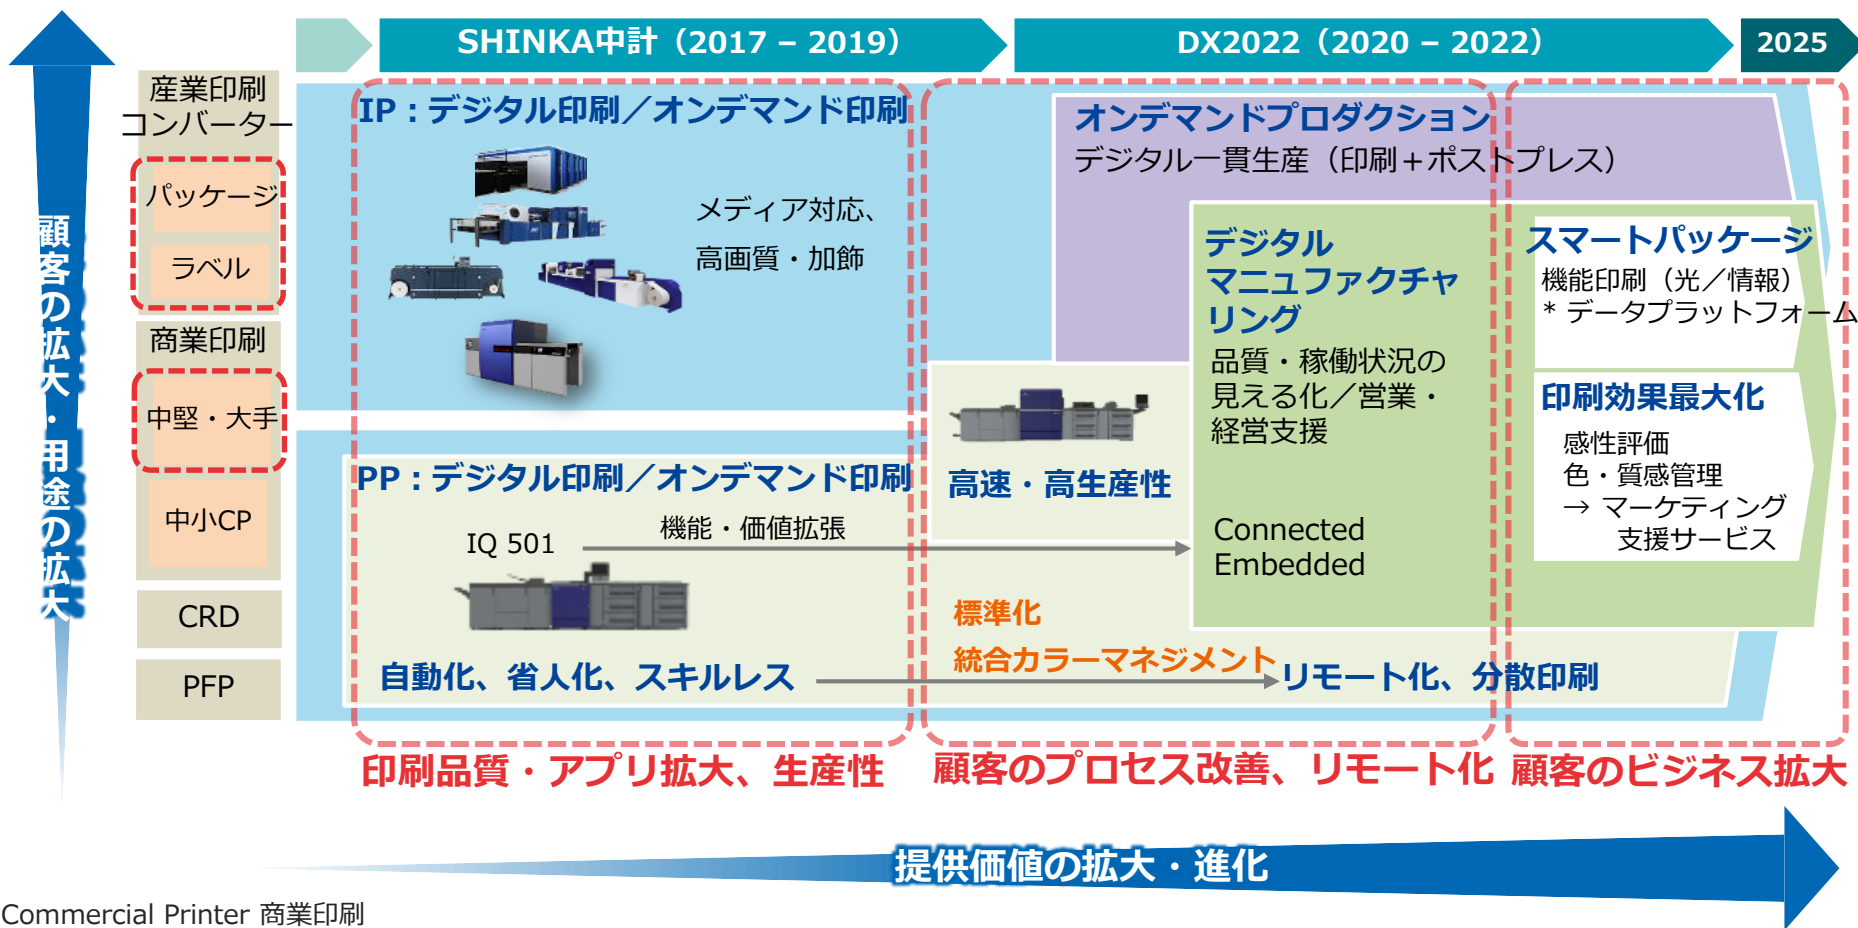 SHINKA中計（2017 – 2019）
DX2022（2020 – 2022）
2025
顧客の拡大・用途の拡大
産業印刷
コンバーター
パッケージ
ラベル
商業印刷
中堅・大手
中小CP
CRD
PFP
IP：デジタル印刷／オンデマンド印刷
メディア対応、
高画質・加飾
PP：デジタル印刷／オンデマンド印刷
IQ 501
機能・価値拡張
自動化、省人化、スキルレス
オンデマンドプロダクション
デジタル一貫生産（印刷＋ポストプレス）
高速・高生産性
標準化
統合カラーマネジメント
リモート化、分散印刷
デジタル
マニュファクチャ
リング
品質・稼働状況の
見える化／営業・
経営支援
Connected
Embedded
スマートパッケージ
機能印刷（光／情報）
* データプラットフォーム
印刷効果最大化
感性評価
色・質感管理
→ マーケティング
支援サービス
印刷品質・アプリ拡大、生産性
顧客のプロセス改善、リモート化
顧客のビジネス拡大
提供価値の拡大・進化
Commercial Printer 商業印刷